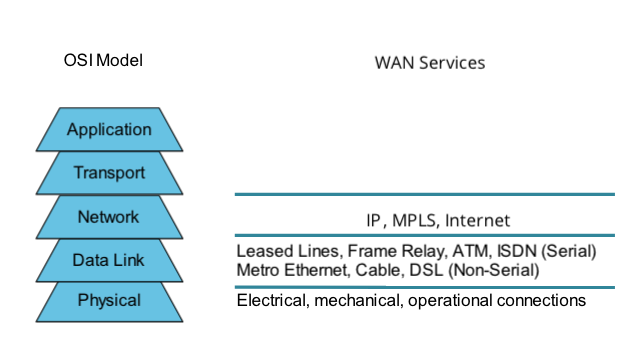 OSI Model
WAN Services
Application
Transport
Network
IP, MPLS, Internet
Data Link
Leased Lines, Frame Relay, ATM, ISDN (Serial)
Metro Ethernet, Cable, DSL (Non-Serial)
Physical
Electrical, mechanical, operational connections